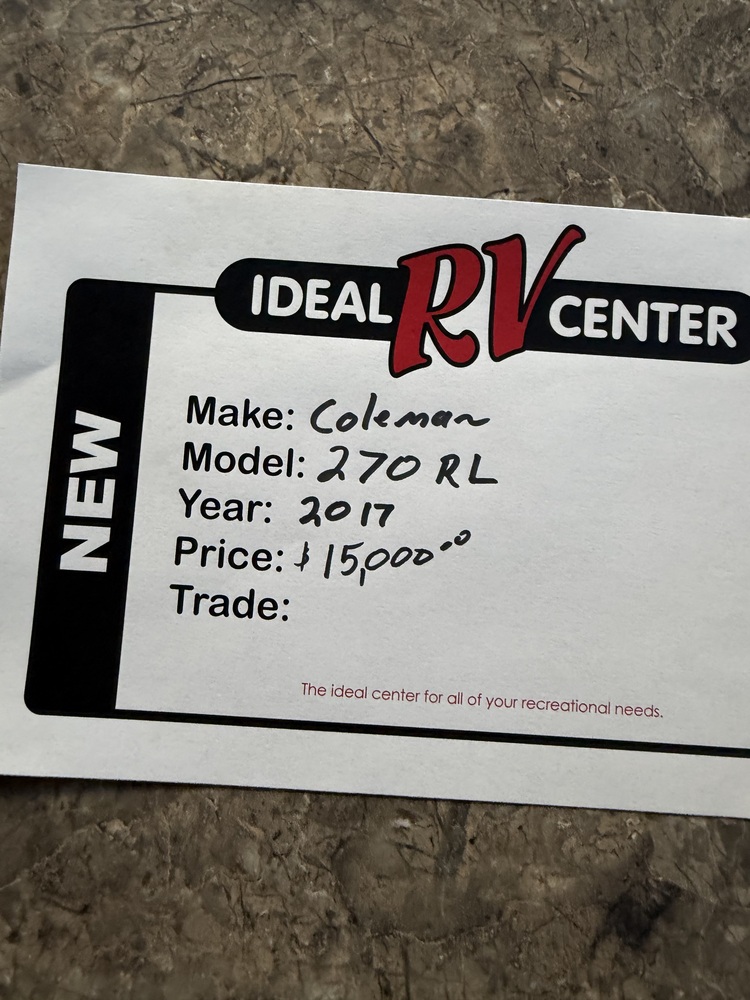 IDEAL RV CENTER
NEW
Make: Coleman
Model: 270 RL
Year: 2017
Price: $15,000.00
Trade:
The ideal center for all of your recreational needs.